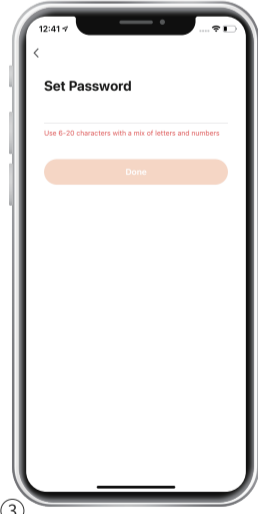 12:41
Set Password
Use 6-20 characters with a mix of letters and numbers
Done
3